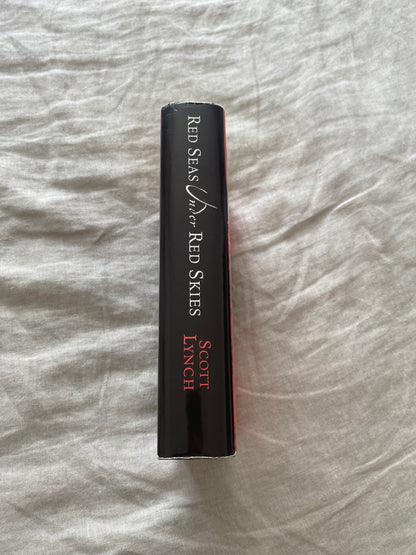 RED SEAS Under RED SKIES
SCOTT
LYNCH